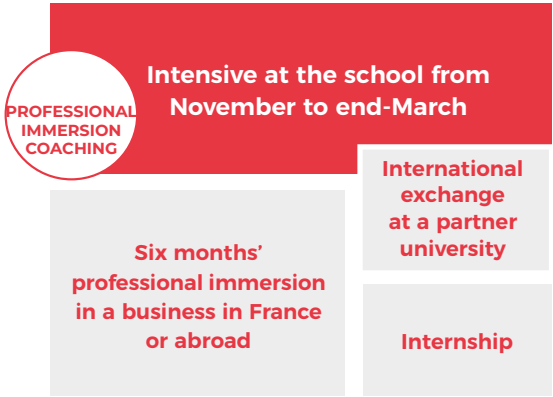 Intensive at the school from
November to end-March
PROFESSIONAL
IMMERSION
COACHING
International
exchange
at a partner
university
Six months’
professional immersion
in a business in France
or abroad
Internship